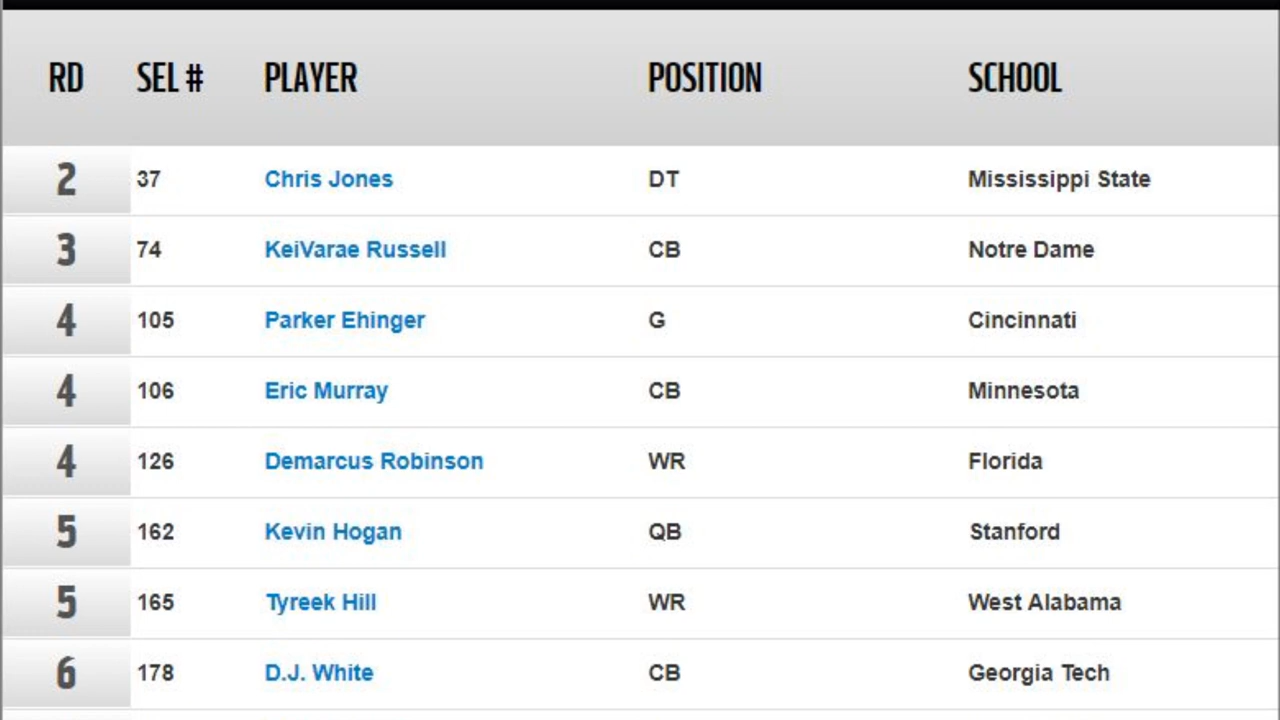 RD SEL # PLAYER POSITION SCHOOL
2 37 Chris Jones DT Mississippi State
3 74 KeiVarae Russell CB Notre Dame
4 105 Parker Ehinger G Cincinnati
4 106 Eric Murray CB Minnesota
4 126 Demarcus Robinson WR Florida
5 162 Kevin Hogan QB Stanford
5 165 Tyreek Hill WR West Alabama
6 178 D.J. White CB Georgia Tech